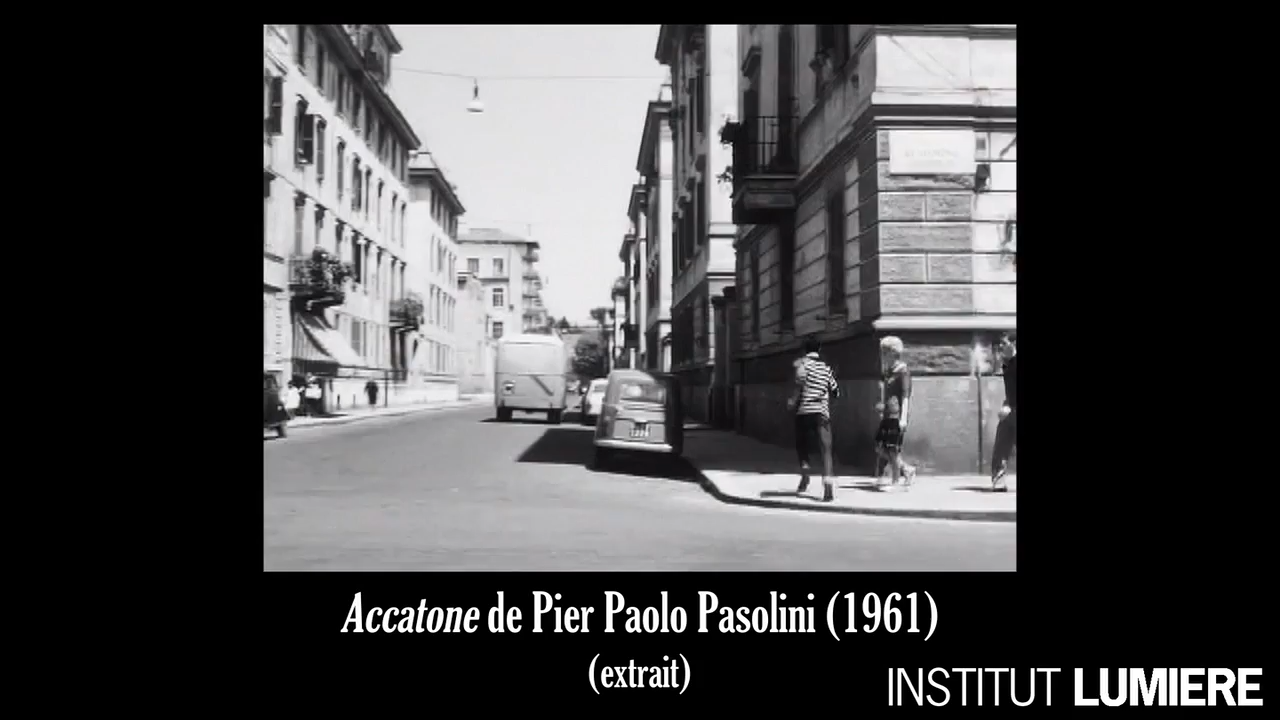 Accatone de Pier Paolo Pasolini (1961)
(extrait)
INSTITUT LUMIERE